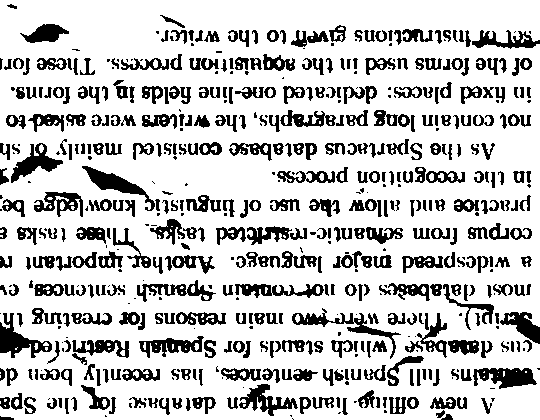 A new offline handwritten database for the Spa
contains full Spanish sentences, has recently been de
cus database (which stands for Spanish Restricted-do
script). There were two main reasons for creating th
most databases do not contain Spanish sentences, ev
a widespread major language. Another important re
corpus from semantic-restricted tasks. These tasks a
practice and allow the use of linguistic knowledge bey
in the recognition process.
As the Spartacus database consisted mainly of sh
not contain long paragraphs, the writers were asked to
in fixed places: dedicated one-line fields in the forms.
of the forms used in the acquisition process. These for
set of instructions given to the writer.